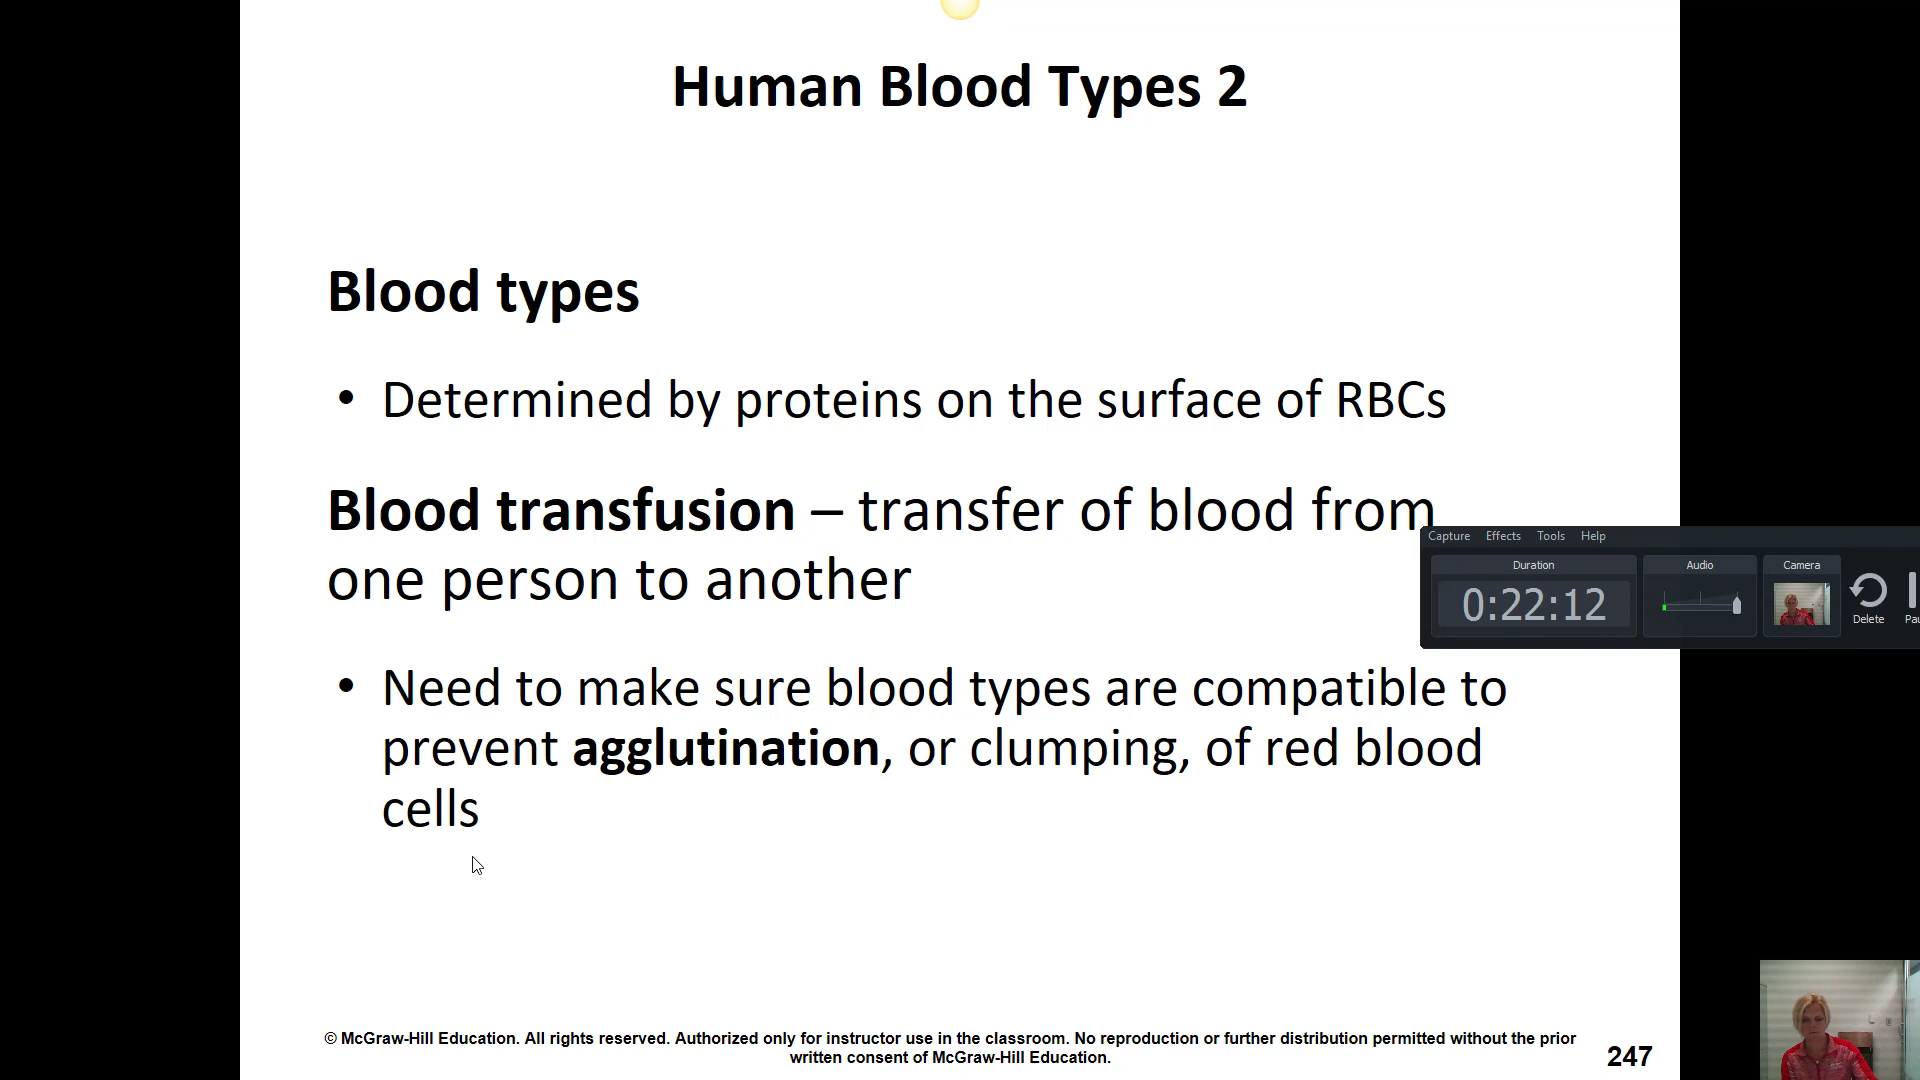 Human Blood Types 2
Blood types
• Determined by proteins on the surface of RBCs
Blood transfusion – transfer of blood from
one person to another
Capture Effects Tools Help
Duration
Audio
Camera
0:22:12
Delete
Pau
• Need to make sure blood types are compatible to
prevent agglutination, or clumping, of red blood
cells
© McGraw-Hill Education. All rights reserved. Authorized only for instructor use in the classroom. No reproduction or further distribution permitted without the prior
written consent of McGraw-Hill Education.
247